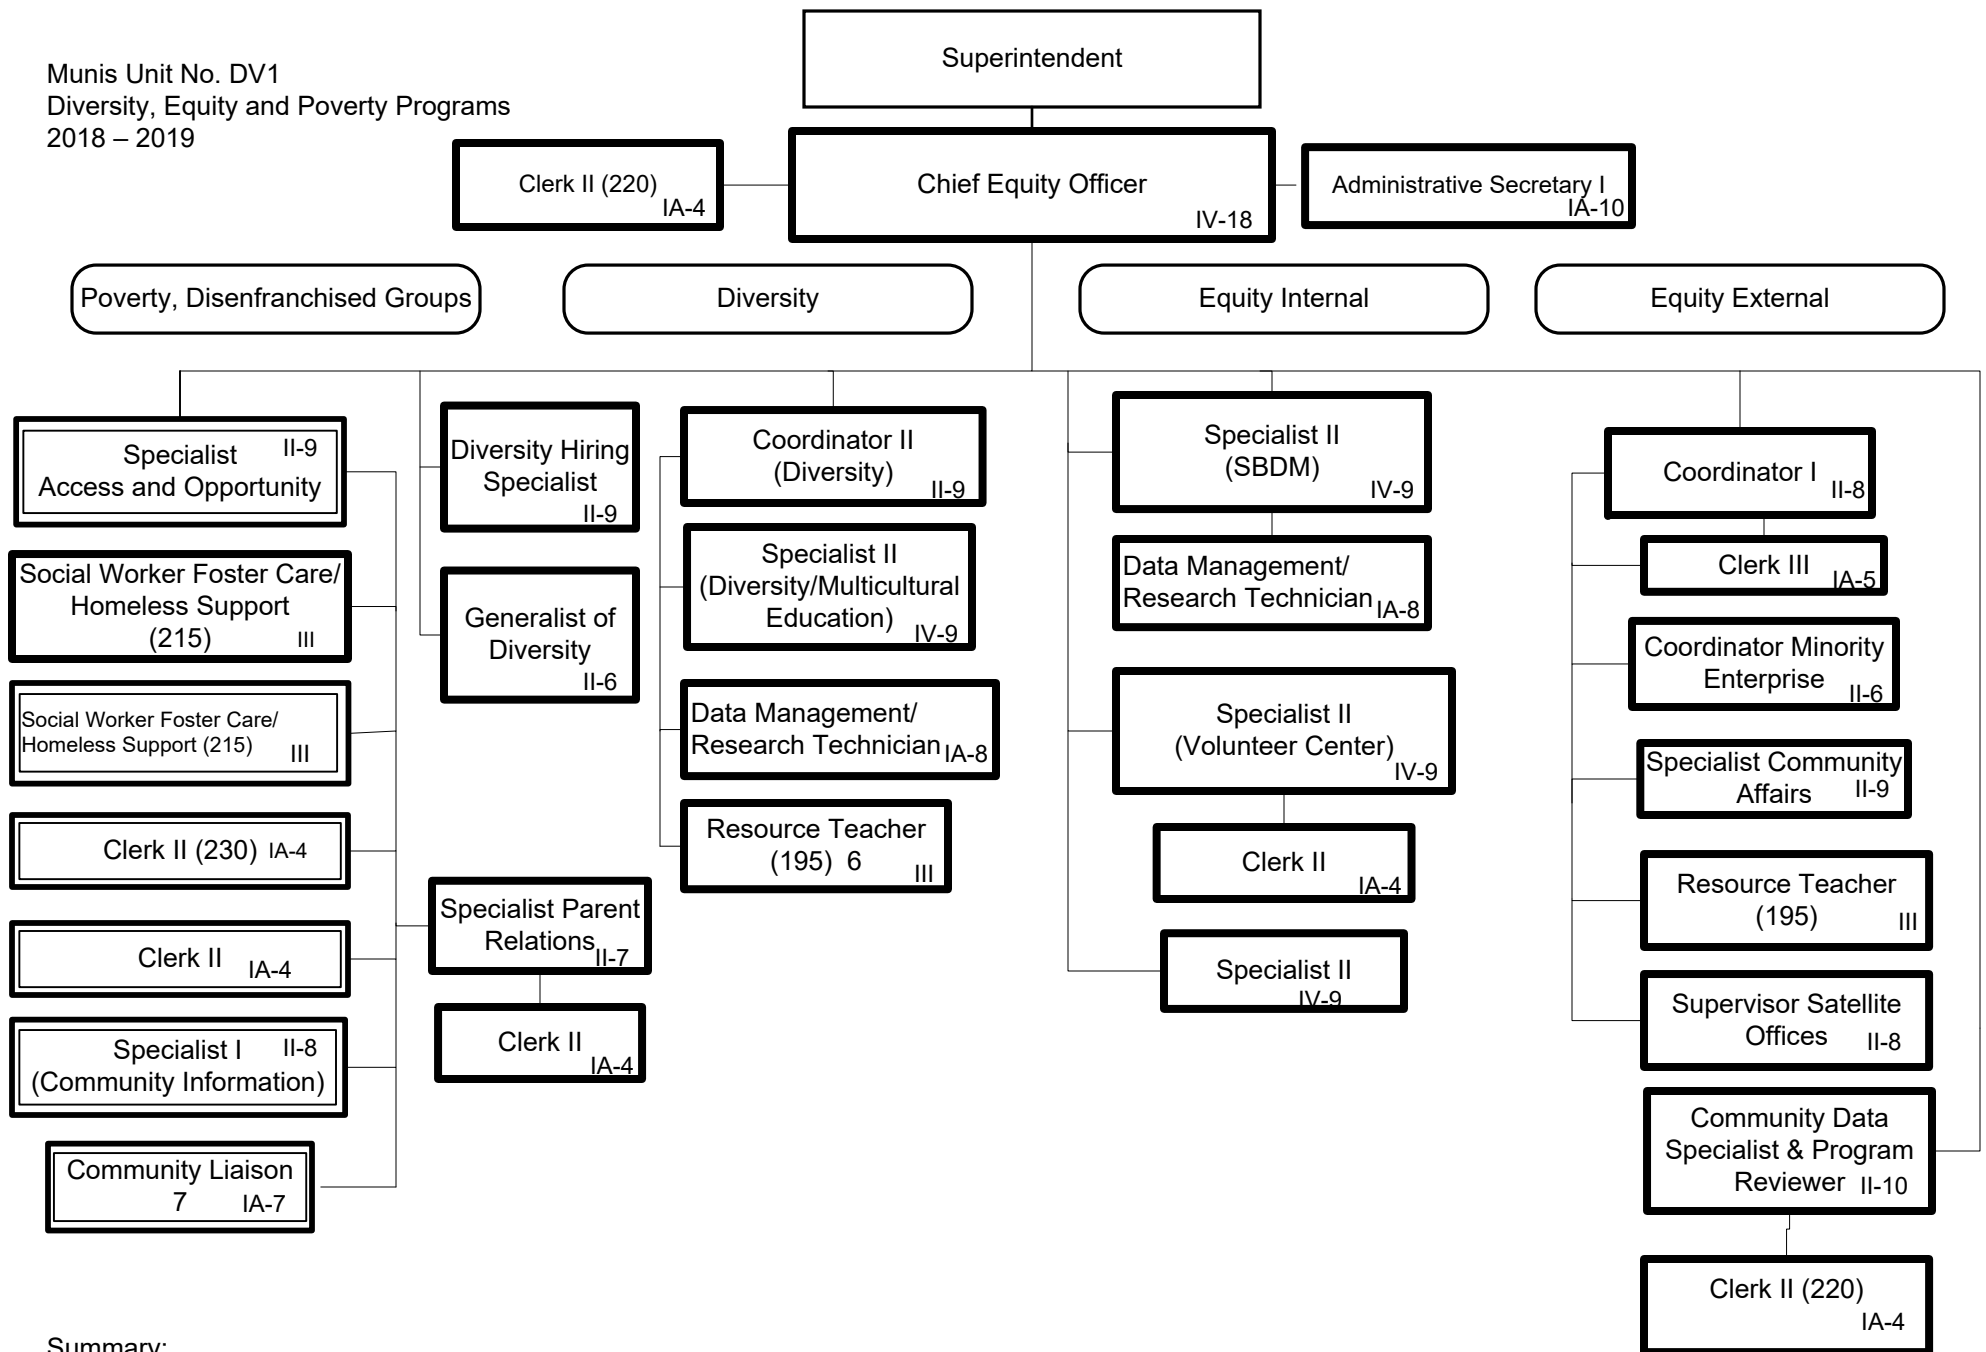 Superintendent
Munis Unit No. DV1
Diversity, Equity and Poverty Programs
2018 – 2019
Clerk II (220)
IA-4
Chief Equity Officer
IV-18
Administrative Secretary I
IA-10
Poverty, Disenfranchised Groups
Diversity
Equity Internal
Equity External
Specialist II-9
Access and Opportunity
Social Worker Foster Care/
Homeless Support
(215) III
Social Worker Foster Care/
Homeless Support (215) III
Clerk II (230) IA-4
Clerk II IA-4
Specialist I II-8
(Community Information)
Community Liaison
7 IA-7
Diversity Hiring
Specialist
II-9
Generalist of
Diversity
II-6
Specialist Parent
Relations
II-7
Clerk II
IA-4
Coordinator II
(Diversity)
II-9
Specialist II
(Diversity/Multicultural
Education)
IV-9
Data Management/
Research Technician IA-8
Resource Teacher
(195) 6
III
Specialist II
(SBDM)
IV-9
Data Management/
Research Technician IA-8
Specialist II
(Volunteer Center)
IV-9
Clerk II
IA-4
Specialist II
IV-9
Coordinator I
II-8
Clerk III
IA-5
Coordinator Minority
Enterprise
II-6
Specialist Community
Affairs II-9
Resource Teacher
(195) III
Supervisor Satellite
Offices II-8
Community Data
Specialist & Program
Reviewer II-10
Clerk II (220)
IA-4
Summary: